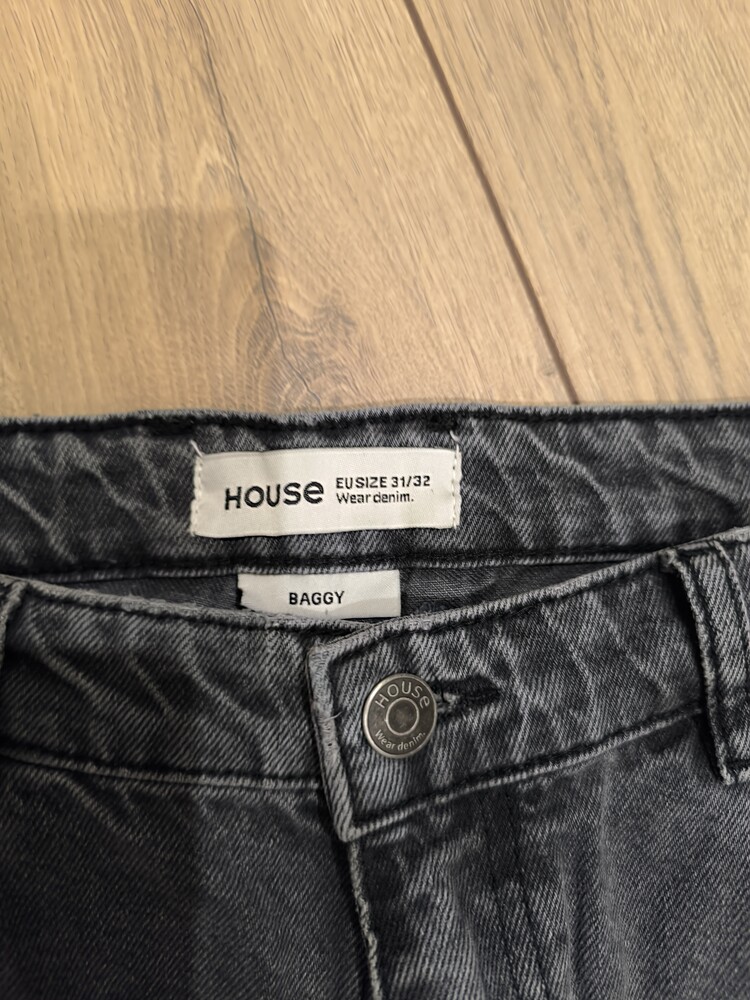 House
EU SIZE 31/32
Wear denim.
BAGGY
House
Wear denim.